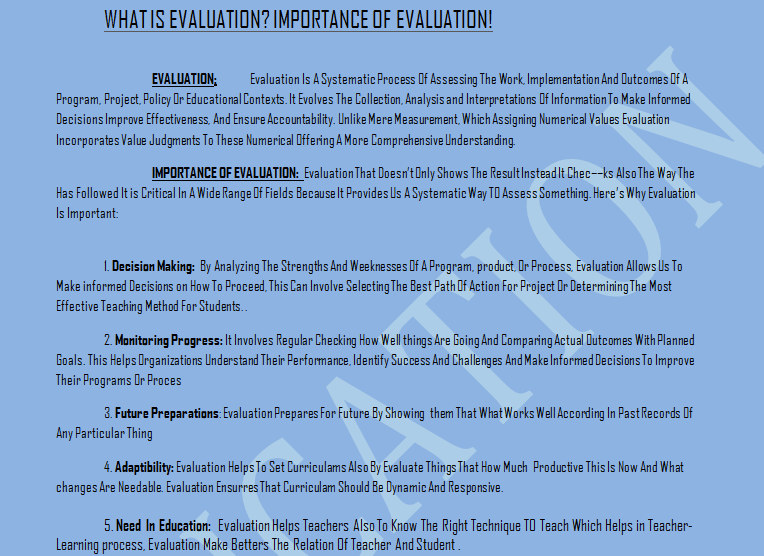 WHAT IS EVALUATION? IMPORTANCE OF EVALUATION!
EVALUATION; Evaluation Is A Systematic Process Of Assessing The Work, Implementation And Outcomes Of A
Program, Project, Policy Or Educational Contexts. It Evolves The Collection, Analysis and Interpretations Of Information To Make Informed
Decisions Improve Effectiveness, And Ensure Accountability. Unlike Mere Measurement, Which Assigning Numerical Values Evaluation
Incorporates Value Judgments To These Numerical Offering A More Comprehensive Understanding.
IMPORTANCE OF EVALUATION: Evaluation That Doesn't Only Shows The Result Instead It Chec--ks Also The Way The
Has Followed It is Critical In A Wide Range Of Fields Because It Provides Us A Systematic Way TO Assess Something. Here's Why Evaluation
Is Important:
1. Decision Making: By Analyzing The Strengths And Weeknesses Of A Program, product, Or Process, Evaluation Allows Us To
Make informed Decisions on How To Proceed, This Can Involve Selecting The Best Path Of Action For Project Or Determining The Most
Effective Teaching Method For Students. .
2. Monitoring Progress: It Involves Regular Checking How Well things Are Going And Comparing Actual Outcomes With Planned
Goals. This Helps Organizations Understand Their Performance, Identify Success And Challenges And Make Informed Decisions To Improve
Their Programs Or Proces
3. Future Preparations: Evaluation Prepares For Future By Showing them That What Works Well According In Past Records Of
Any Particular Thing
4. Adaptibility: Evaluation Helps To Set Curriculams Also By Evaluate Things That How Much Productive This Is Now And What
changes Are Needable. Evaluation Ensurres That Curriculam Should Be Dynamic And Responsive.
5. Need In Education: Evaluation Helps Teachers Also To Know The Right Technique TO Teach Which Helps in Teacher-
Learning process, Evaluation Make Betters The Relation Of Teacher And Student .